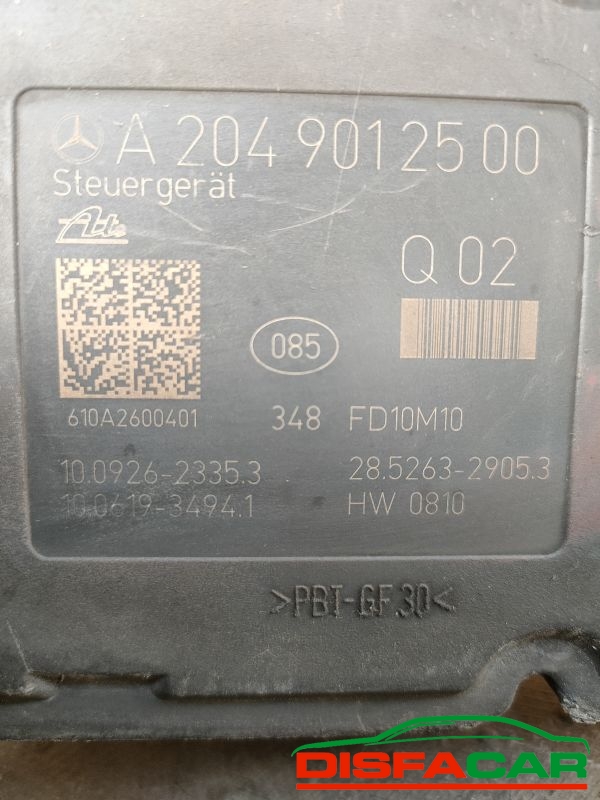 A 204 901 25 00
Steuergerät
Ate
Q 02
085
610A2600401 348 FD10M10
10.0926-2335.3 28.5263-2905.3
10.0619-3494.1 HW 0810
>PBT-GF30<
DISFACAR